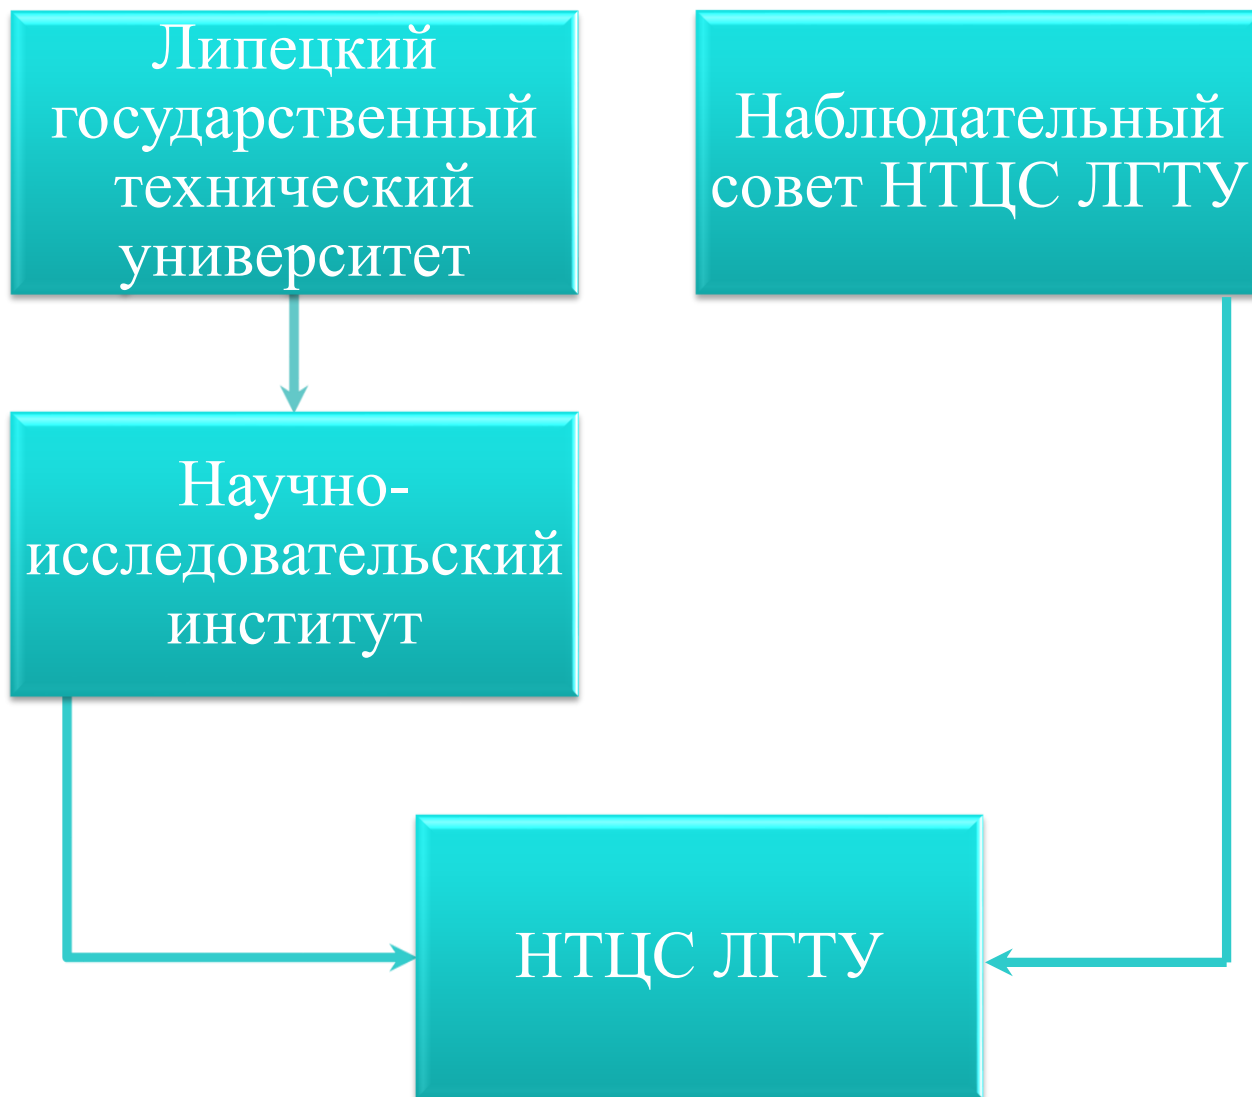 Липецкий
государственный
технический
университет
Наблюдательный
совет НТЦС ЛГТУ
Научно-
исследовательский
институт
НТЦС ЛГТУ